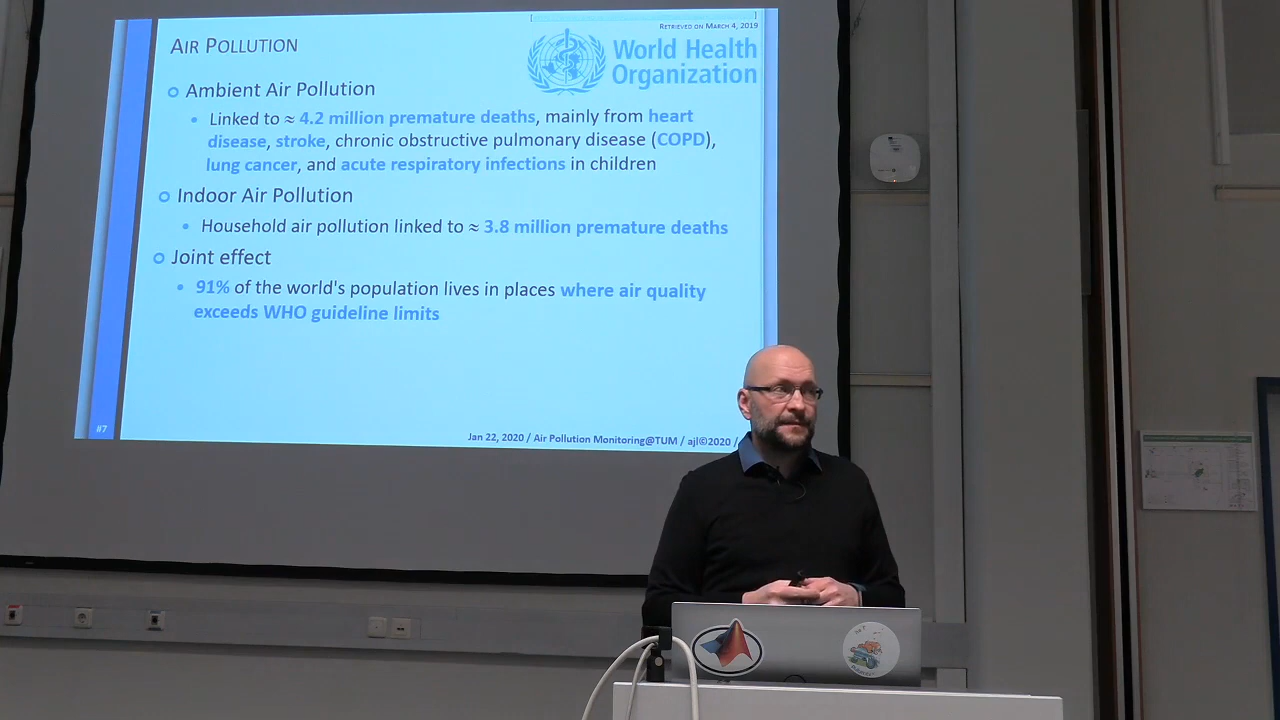 RETRIEVED ON MARCH 4, 2019
AIR POLLUTION
World Health
Organization
Ambient Air Pollution
Linked to ≈ 4.2 million premature deaths, mainly from heart
disease, stroke, chronic obstructive pulmonary disease (COPD),
lung cancer, and acute respiratory infections in children
Indoor Air Pollution
Household air pollution linked to ≈ 3.8 million premature deaths
Joint effect
91% of the world's population lives in places where air quality
exceeds WHO guideline limits
#7
Jan 22, 2020 / Air Pollution Monitoring@TUM / ajl©2020 /